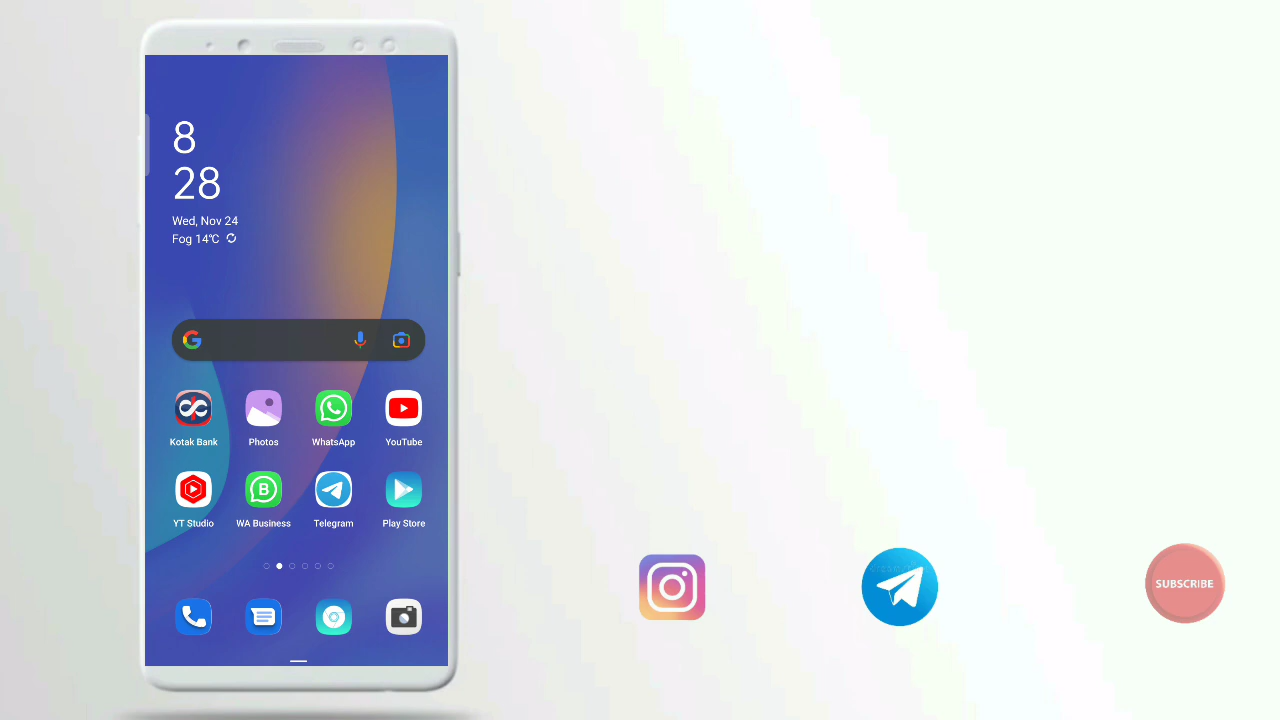 8
28
Wed, Nov 24
Fog 14°C
Kotak Bank
Photos
WhatsApp
YouTube
YT Studio
WA Business
Telegram
Play Store
SUBSCRIBE